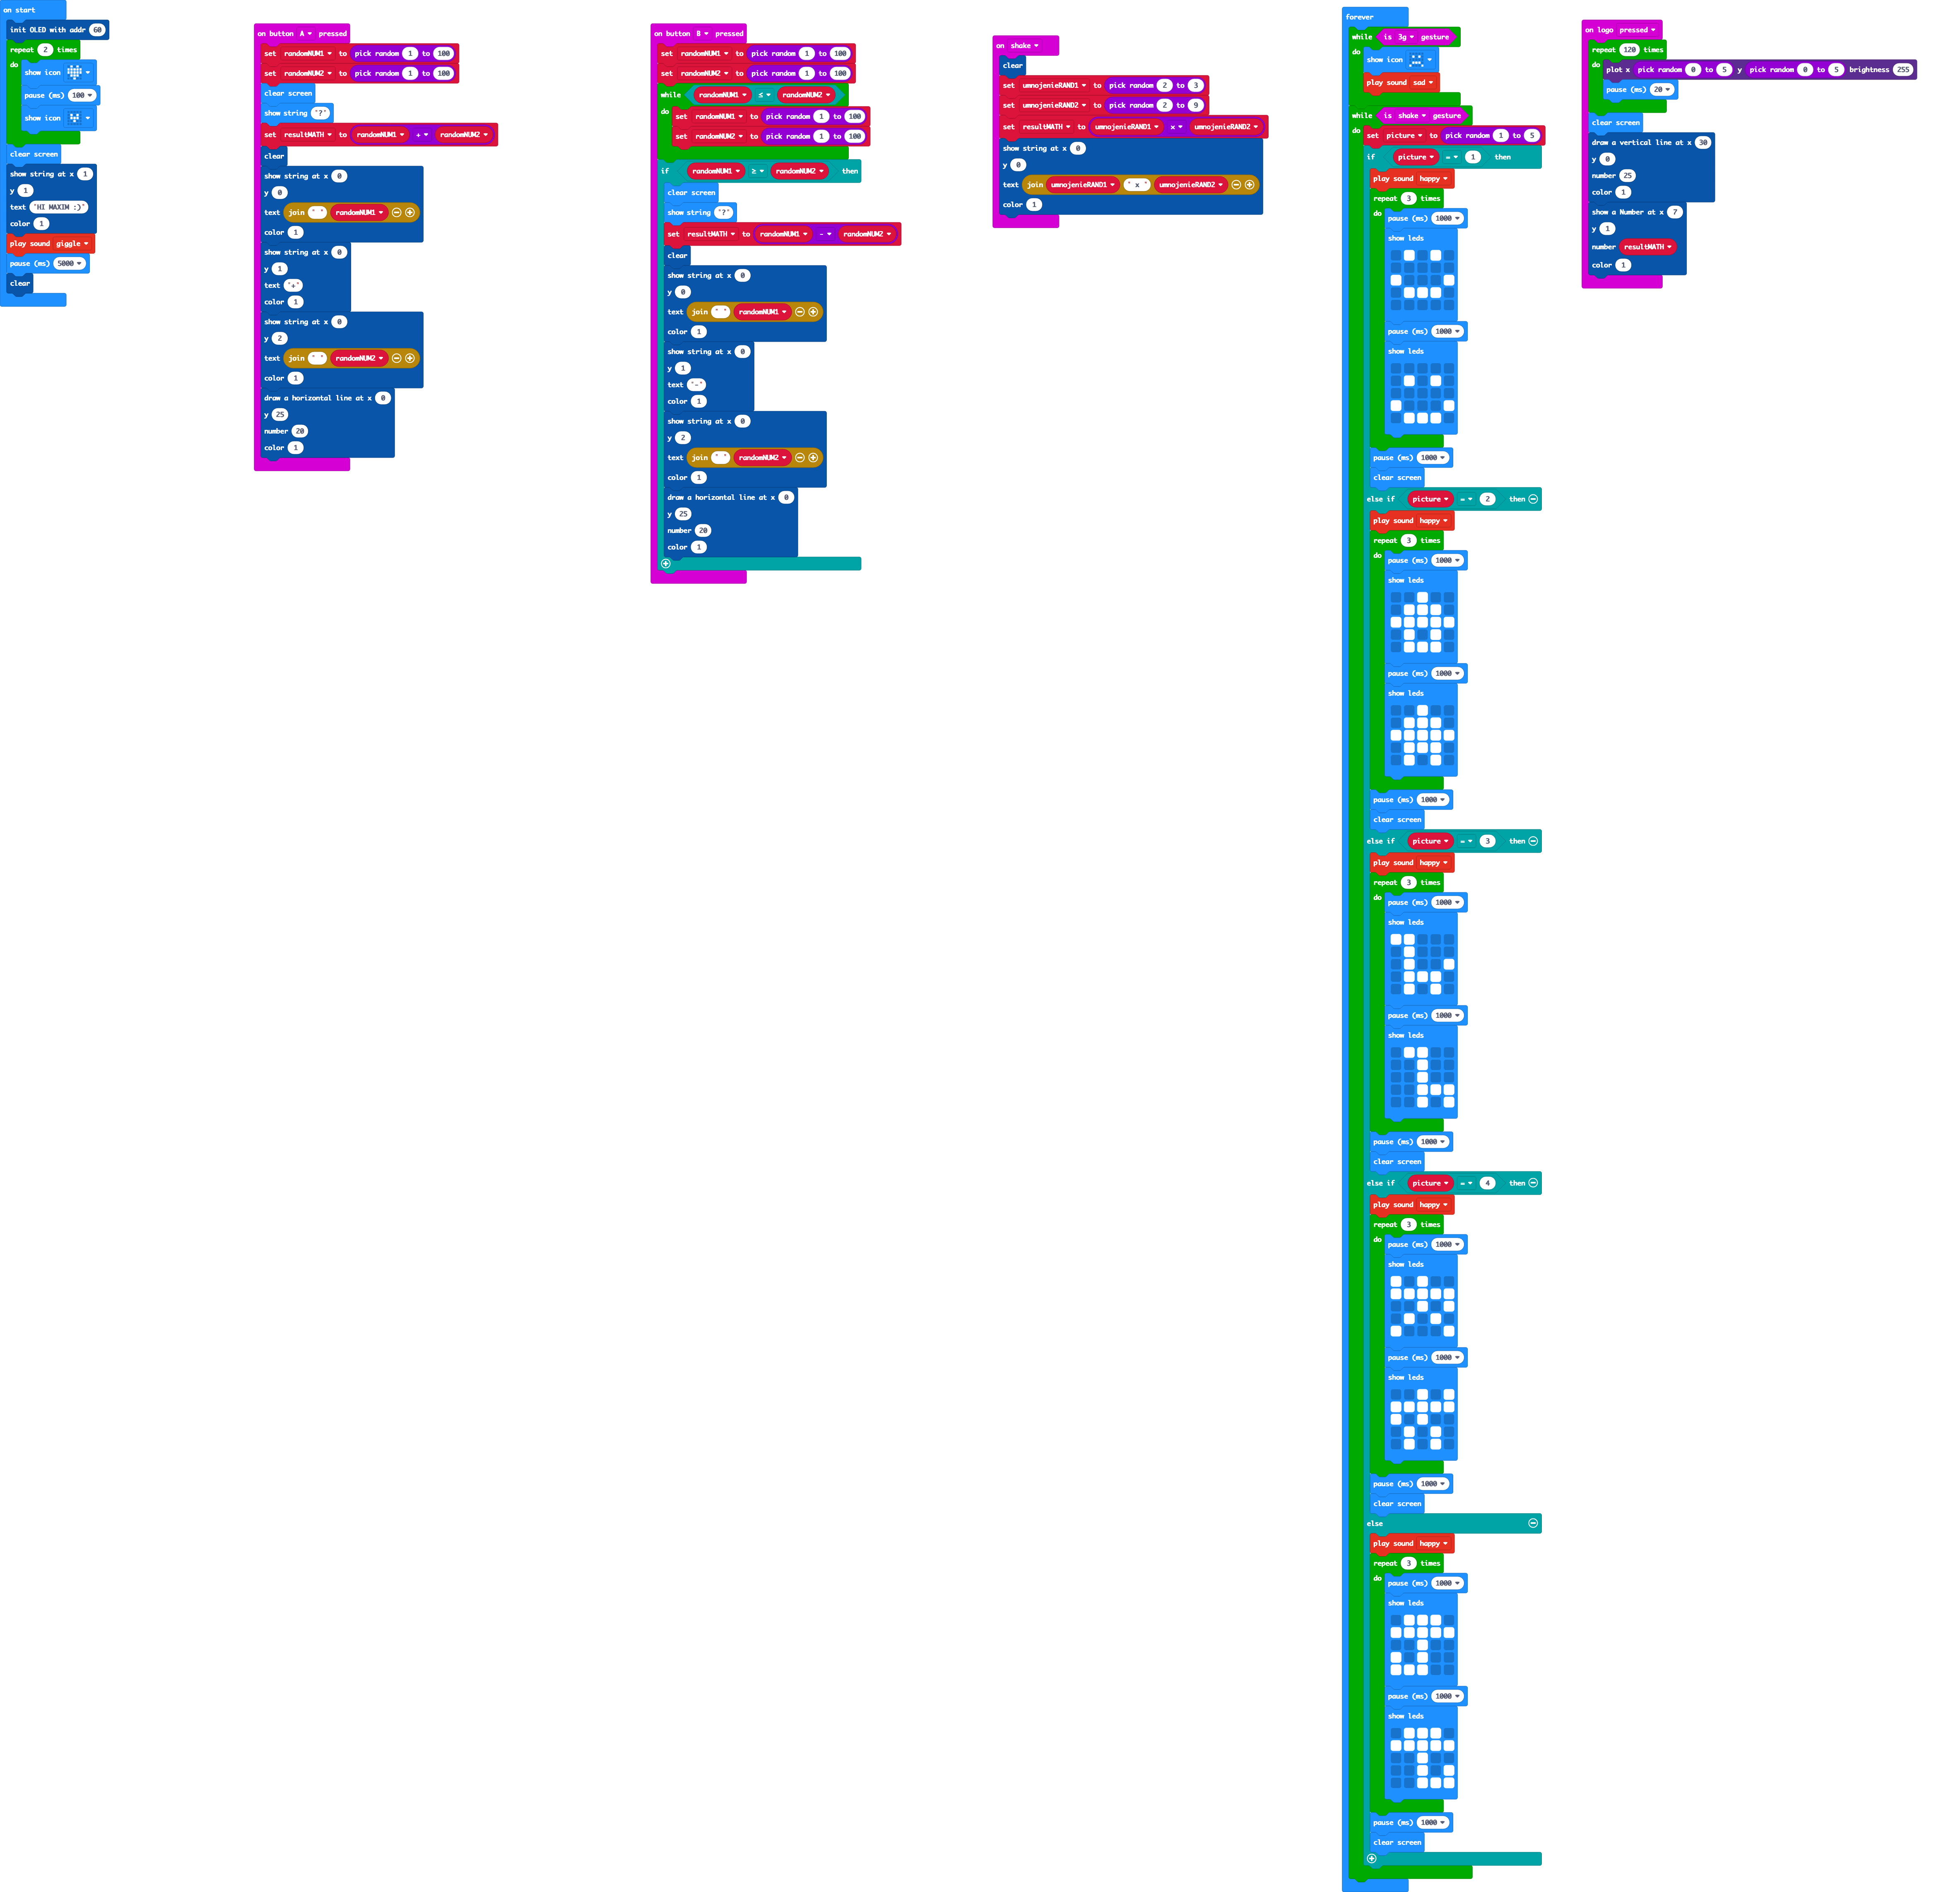 on start
init OLED with addr 60
repeat 2 times
do
show icon
pause (ms) 100
show icon
clear screen
show string at x 1
y 1
text "HI MAXIM :)"
color 1
play sound giggle
pause (ms) 5000
clear
on button A pressed
set randomNUM1 to pick random 1 to 100
set randomNUM2 to pick random 1 to 100
clear screen
show string "?"
set resultMATH to randomNUM1 + randomNUM2
clear
show string at x 0
y 0
text join " " randomNUM1
color 1
show string at x 0
y 1
text "+"
color 1
show string at x 0
y 2
text join " " randomNUM2
color 1
draw a horizontal line at x 0
y 25
number 20
color 1
on button B pressed
set randomNUM1 to pick random 1 to 100
set randomNUM2 to pick random 1 to 100
while randomNUM1 ≤ randomNUM2
do
set randomNUM1 to pick random 1 to 100
set randomNUM2 to pick random 1 to 100
if randomNUM1 ≥ randomNUM2 then
clear screen
show string "?"
set resultMATH to randomNUM1 - randomNUM2
clear
show string at x 0
y 0
text join " " randomNUM1
color 1
show string at x 0
y 1
text "-"
color 1
show string at x 0
y 2
text join " " randomNUM2
color 1
draw a horizontal line at x 0
y 25
number 20
color 1
on shake
clear
set umnojenieRAND1 to pick random 2 to 3
set umnojenieRAND2 to pick random 2 to 9
set resultMATH to umnojenieRAND1 x umnojenieRAND2
show string at x 0
y 0
text join umnojenieRAND1 " x " umnojenieRAND2
color 1
forever
while is 3g gesture
do
show icon
play sound sad
while is shake gesture
do
set picture to pick random 1 to 5
if picture = 1 then
play sound happy
repeat 3 times
do
pause (ms) 1000
show leds
pause (ms) 1000
show leds
pause (ms) 1000
clear screen
else if picture = 2 then
play sound happy
repeat 3 times
do
pause (ms) 1000
show leds
pause (ms) 1000
show leds
pause (ms) 1000
clear screen
else if picture = 3 then
play sound happy
repeat 3 times
do
pause (ms) 1000
show leds
pause (ms) 1000
show leds
pause (ms) 1000
clear screen
else if picture = 4 then
play sound happy
repeat 3 times
do
pause (ms) 1000
show leds
pause (ms) 1000
show leds
pause (ms) 1000
clear screen
else
play sound happy
repeat 3 times
do
pause (ms) 1000
show leds
pause (ms) 1000
show leds
pause (ms) 1000
clear screen
on logo pressed
repeat 120 times
do
plot x pick random 0 to 5 y pick random 0 to 5 brightness 255
pause (ms) 20
clear screen
draw a vertical line at x 30
y 0
number 25
color 1
show a Number at x 7
y 1
number resultMATH
color 1